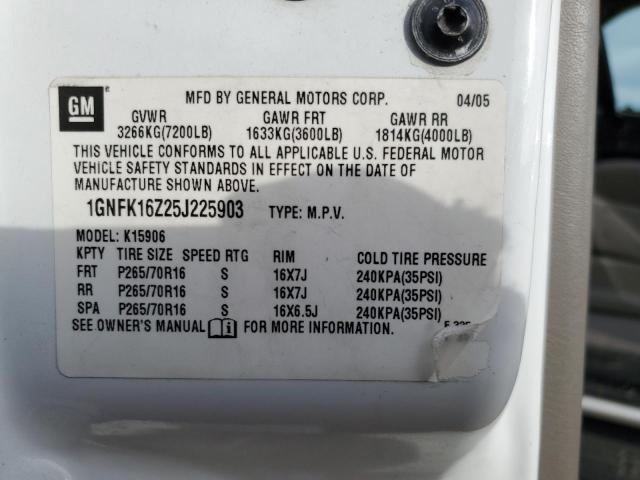 GM
MFD BY GENERAL MOTORS CORP. 04/05
GVWR GAWR FRT GAWR RR
3266KG(7200LB) 1633KG(3600LB) 1814KG(4000LB)
THIS VEHICLE CONFORMS TO ALL APPLICABLE U.S. FEDERAL MOTOR
VEHICLE SAFETY STANDARDS IN EFFECT ON THE DATE OF
MANUFACTURE SHOWN ABOVE.
1GNFK16Z25J225903 TYPE: M.P.V.
MODEL: K15906
KPTY TIRE SIZE SPEED RTG RIM COLD TIRE PRESSURE
FRT P265/70R16 S 16X7J 240KPA(35PSI)
RR P265/70R16 S 16X7J 240KPA(35PSI)
SPA P265/70R16 S 16X6.5J 240KPA(35PSI)
SEE OWNER'S MANUAL FOR MORE INFORMATION.